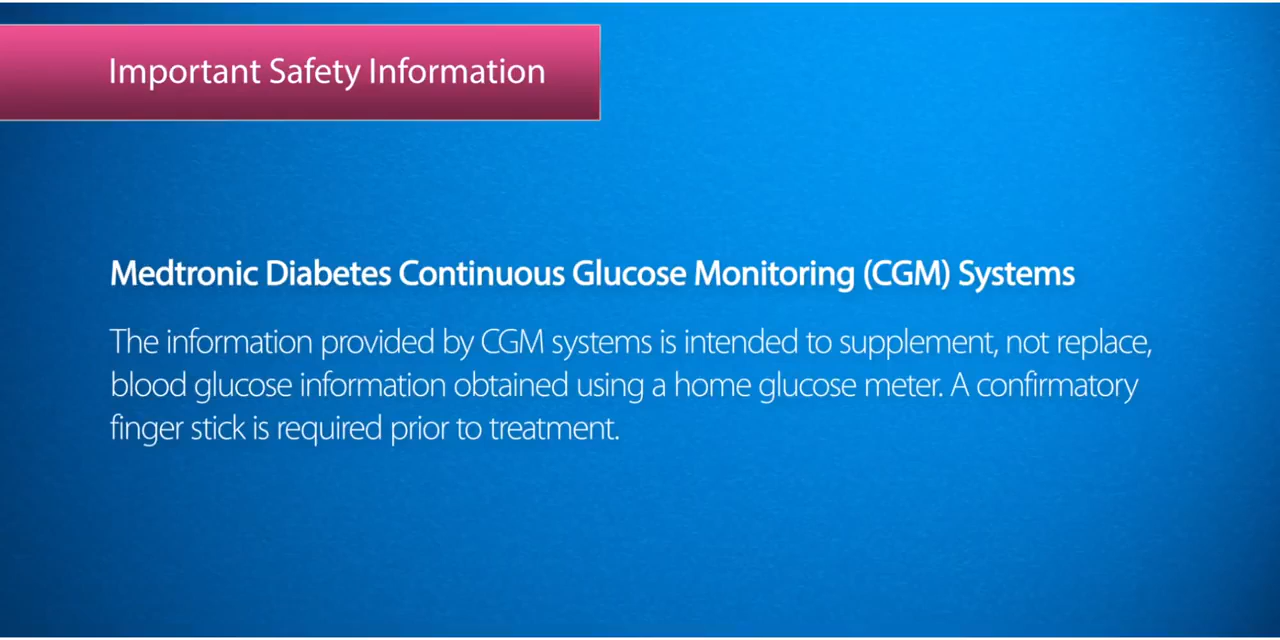 Important Safety Information
Medtronic Diabetes Continuous Glucose Monitoring (CGM) Systems
The information provided by CGM systems is intended to supplement, not replace,
blood glucose information obtained using a home glucose meter. A confirmatory
finger stick is required prior to treatment.